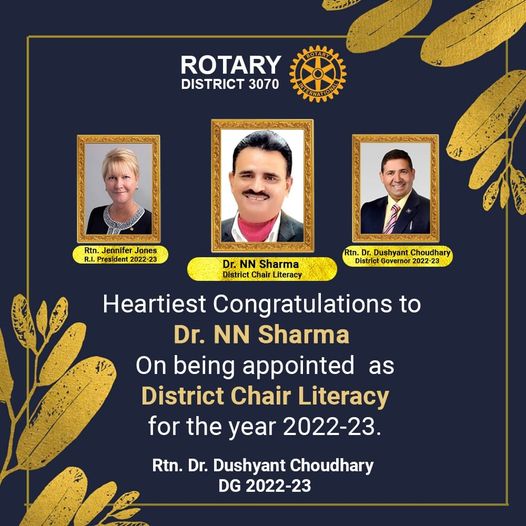 ROTARY
DISTRICT 3070
ROTARY
INTERNATIONAL
Rtn. Jennifer Jones
R.I. President 2022-23
Dr. NN Sharma
District Chair Literacy
Rtn. Dr. Dushyant Choudhary
District Governor 2022-23
Heartiest Congratulations to
Dr. NN Sharma
On being appointed as
District Chair Literacy
for the year 2022-23.
Rtn. Dr. Dushyant Choudhary
DG 2022-23